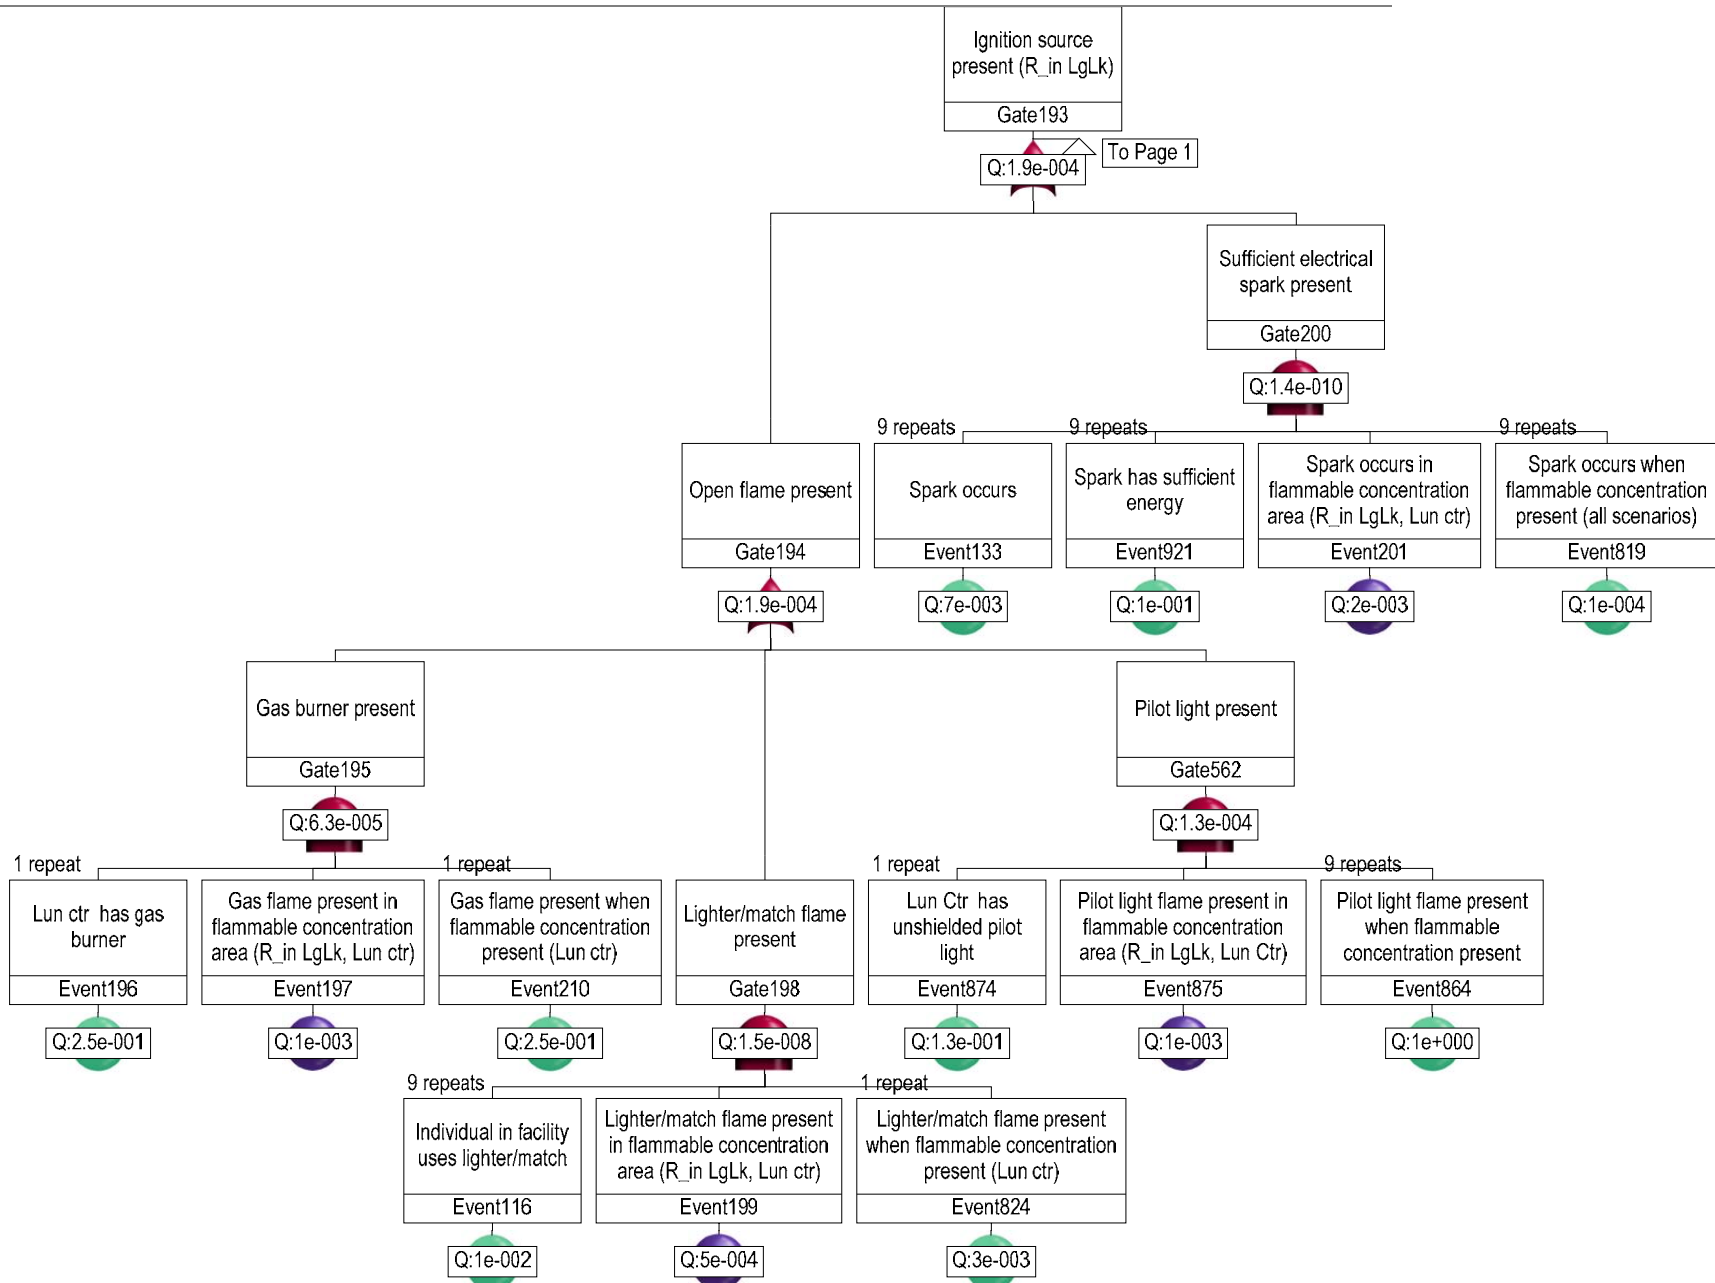 Ignition source
present (R_in LgLk)
Gate193
To Page 1
Q:1.9e-004
Sufficient electrical
spark present
Gate200
Q:1.4e-010
9 repeats
9 repeats
9 repeats
Open flame present
Gate194
Q:1.9e-004
Spark occurs
Event133
Q:7e-003
Spark has sufficient
energy
Event921
Q:1e-001
Spark occurs in
flammable concentration
area (R_in LgLk, Lun ctr)
Event201
Q:2e-003
Spark occurs when
flammable concentration
present (all scenarios)
Event819
Q:1e-004
Gas burner present
Gate195
Q:6.3e-005
Pilot light present
Gate562
Q:1.3e-004
1 repeat
1 repeat
1 repeat
9 repeats
Lun ctr has gas
burner
Event196
Q:2.5e-001
Gas flame present in
flammable concentration
area (R_in LgLk, Lun ctr)
Event197
Q:1e-003
Gas flame present when
flammable concentration
present (Lun ctr)
Event210
Q:2.5e-001
Lighter/match flame
present
Gate198
Q:1.5e-008
Lun Ctr has
unshielded pilot
light
Event874
Q:1.3e-001
Pilot light flame present in
flammable concentration
area (R_in LgLk, Lun Ctr)
Event875
Q:1e-003
Pilot light flame present
when flammable
concentration present
Event864
Q:1e+000
9 repeats
1 repeat
Individual in facility
uses lighter/match
Event116
Q:1e-002
Lighter/match flame present
in flammable concentration
area (R_in LgLk, Lun ctr)
Event199
Q:5e-004
Lighter/match flame present
when flammable concentration
present (Lun ctr)
Event824
Q:3e-003